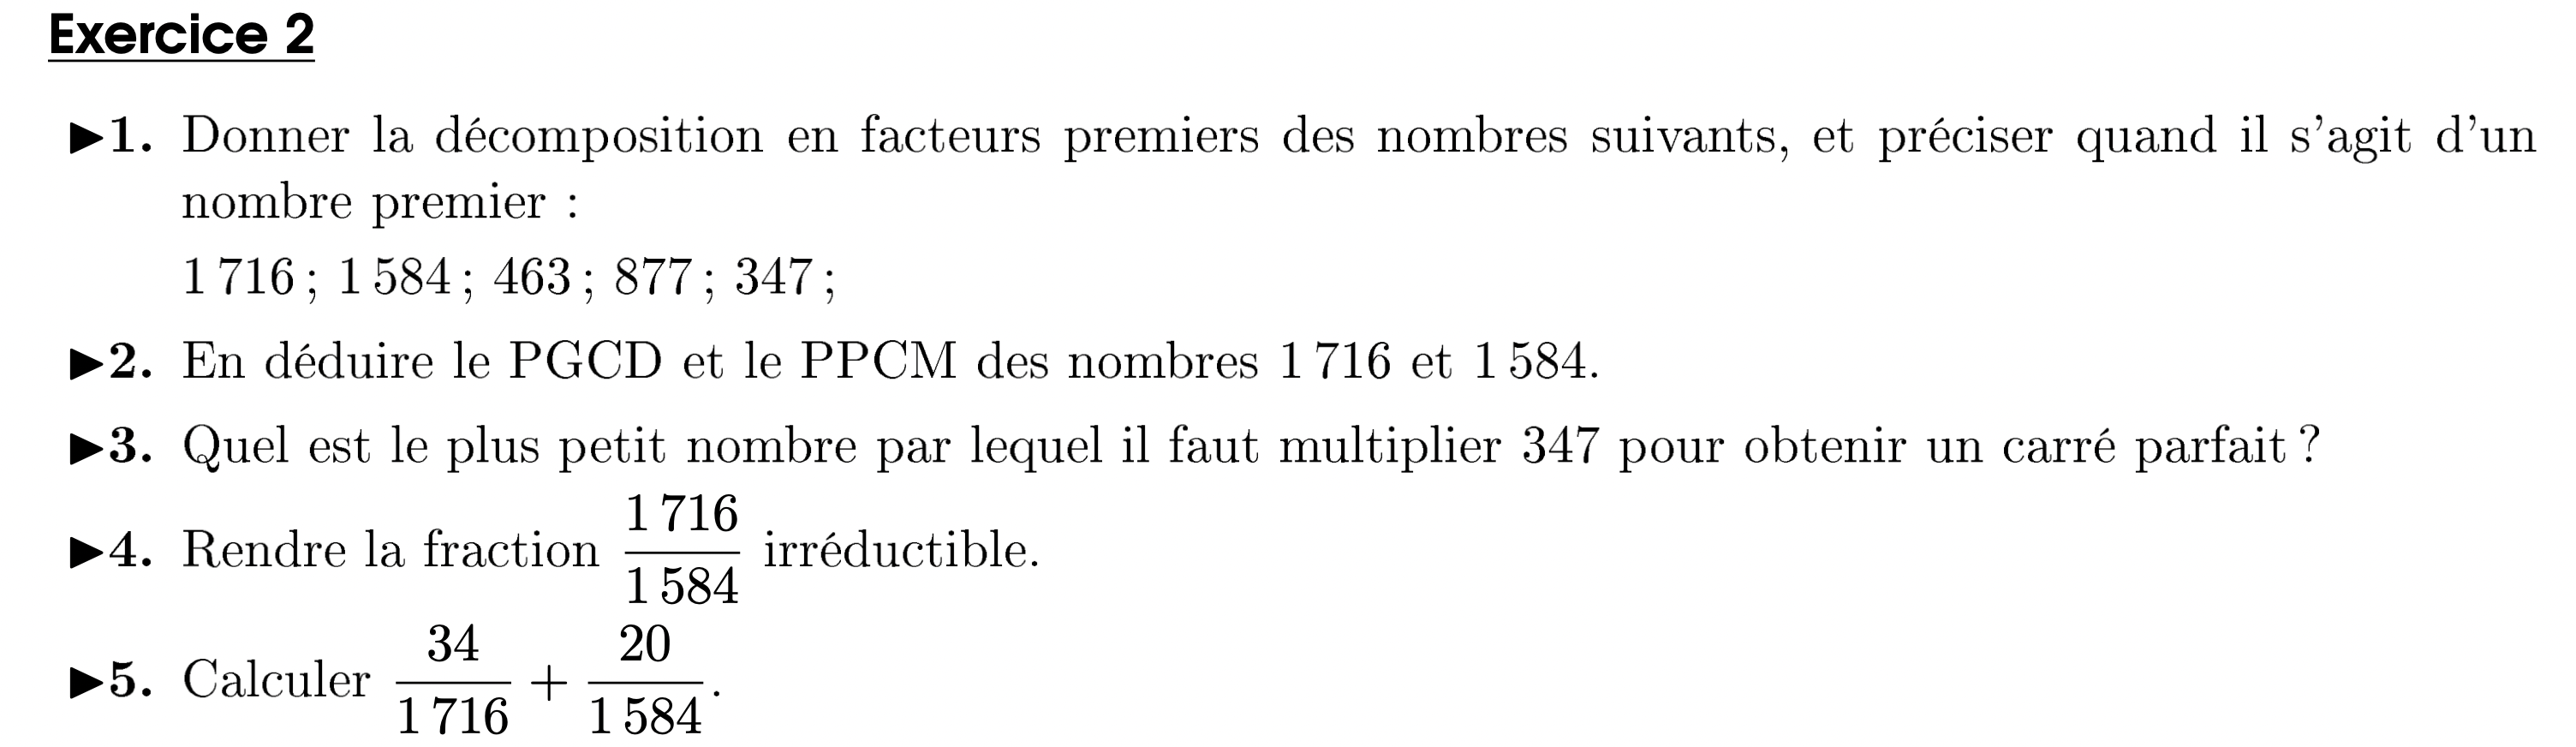 Exercice 2
▶1. Donner la décomposition en facteurs premiers des nombres suivants, et préciser quand il s'agit d'un
nombre premier :
1 716 ; 1 584 ; 463 ; 877 ; 347 ;
▶2. En déduire le PGCD et le PPCM des nombres 1 716 et 1 584.
▶3. Quel est le plus petit nombre par lequel il faut multiplier 347 pour obtenir un carré parfait ?
▶4. Rendre la fraction \frac{1 716}{1 584} irréductible.
▶5. Calculer \frac{34}{1 716} + \frac{20}{1 584}.